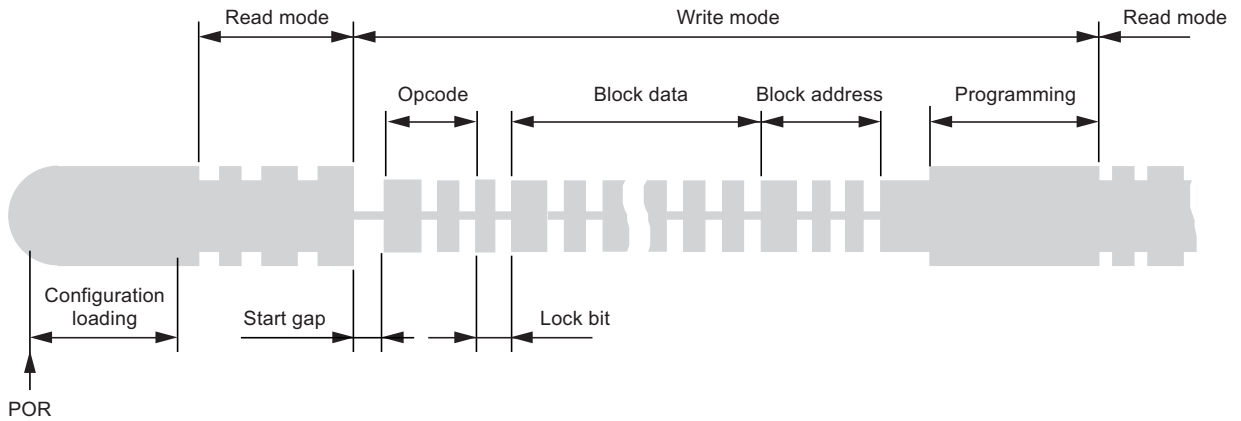 Read mode
Write mode
Read mode
Opcode
Block data
Block address
Programming
Configuration
loading
Start gap
Lock bit
POR